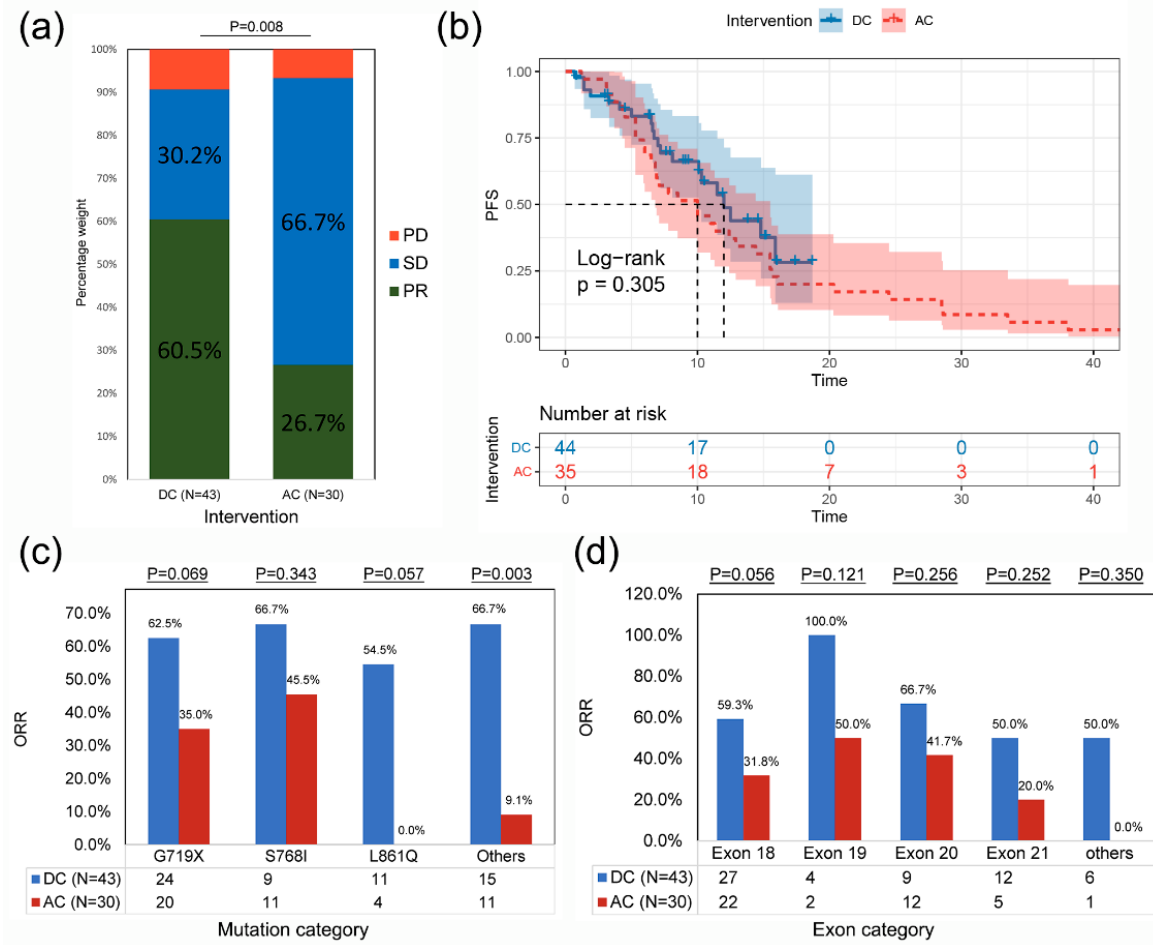 (a)
P=0.008
100%
90%
80%
70%
60%
50%
40%
30%
20%
10%
0%
Percentage weight
30.2%
60.5%
66.7%
26.7%
DC (N=43)
AC (N=30)
Intervention
PD
SD
PR
(b)
Intervention DC AC
1.00
0.75
0.50
0.25
0.00
PFS
Log-rank
p = 0.305
0 10 20 30 40
Time
Number at risk
Intervention
DC 44 17 0 0 0
AC 35 18 7 3 1
0 10 20 30 40
Time
(c)
P=0.069 P=0.343 P=0.057 P=0.003
70.0%
60.0%
50.0%
40.0%
30.0%
20.0%
10.0%
0.0%
ORR
62.5% 35.0% 66.7% 45.5% 54.5% 0.0% 66.7% 9.1%
G719X S768I L861Q Others
DC (N=43) 24 9 11 15
AC (N=30) 20 11 4 11
Mutation category
(d)
P=0.056 P=0.121 P=0.256 P=0.252 P=0.350
120.0%
100.0%
80.0%
60.0%
40.0%
20.0%
0.0%
ORR
59.3% 31.8% 100.0% 50.0% 66.7% 41.7% 50.0% 20.0% 50.0% 0.0%
Exon 18 Exon 19 Exon 20 Exon 21 others
DC (N=43) 27 4 9 12 6
AC (N=30) 22 2 12 5 1
Exon category